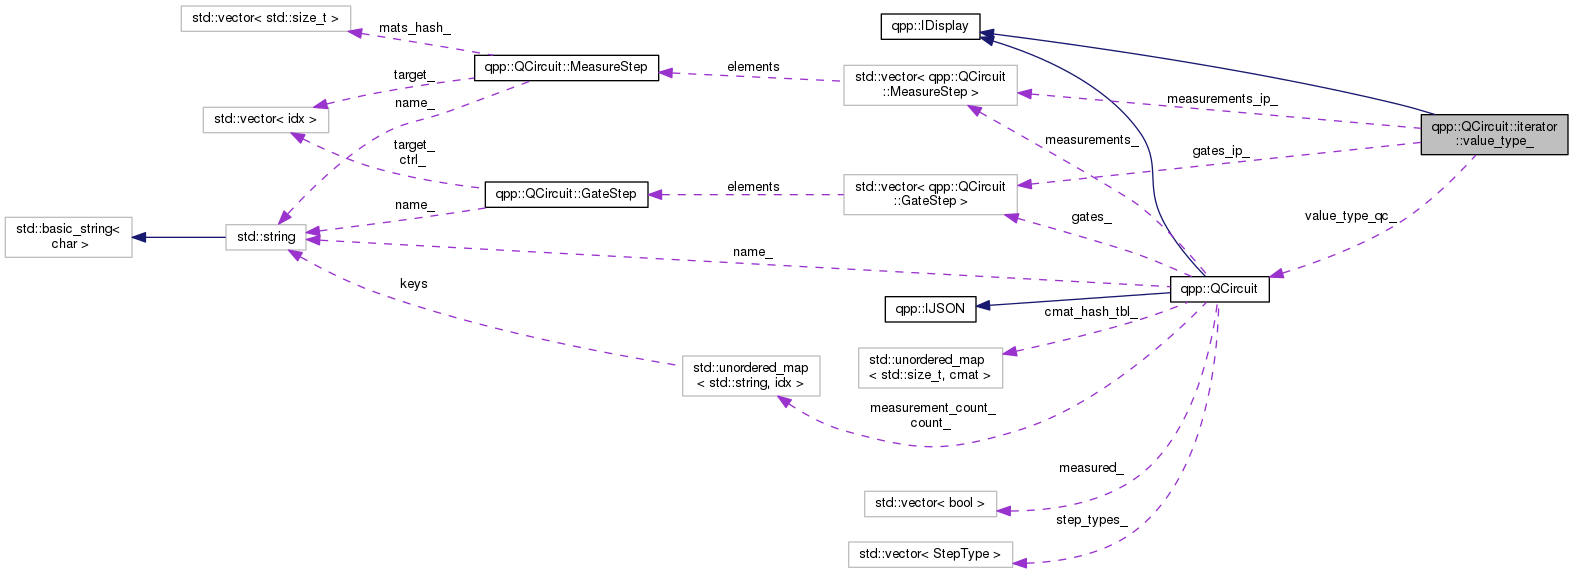 std::vector< std::size_t >
mats_hash_
qpp::IDisplay
qpp::QCircuit::MeasureStep
elements
std::vector< qpp::QCircuit
::MeasureStep >
target_
name_
measurements_ip_
std::vector< idx >
qpp::QCircuit::iterator
::value_type_
measurements_
target_
ctrl_
gates_ip_
qpp::QCircuit::GateStep
elements
std::vector< qpp::QCircuit
::GateStep >
name_
gates_
value_type_qc_
std::basic_string<
char >
std::string
name_
keys
qpp::QCircuit
qpp::IJSON
cmat_hash_tbl_
std::unordered_map
< std::size_t, cmat >
std::unordered_map
< std::string, idx >
measurement_count_
count_
measured_
std::vector< bool >
step_types_
std::vector< StepType >